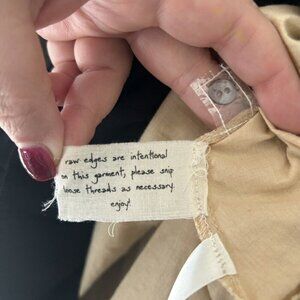 raw edges are intentional
on this garment, please snip
loose threads as necessary.
enjoy!